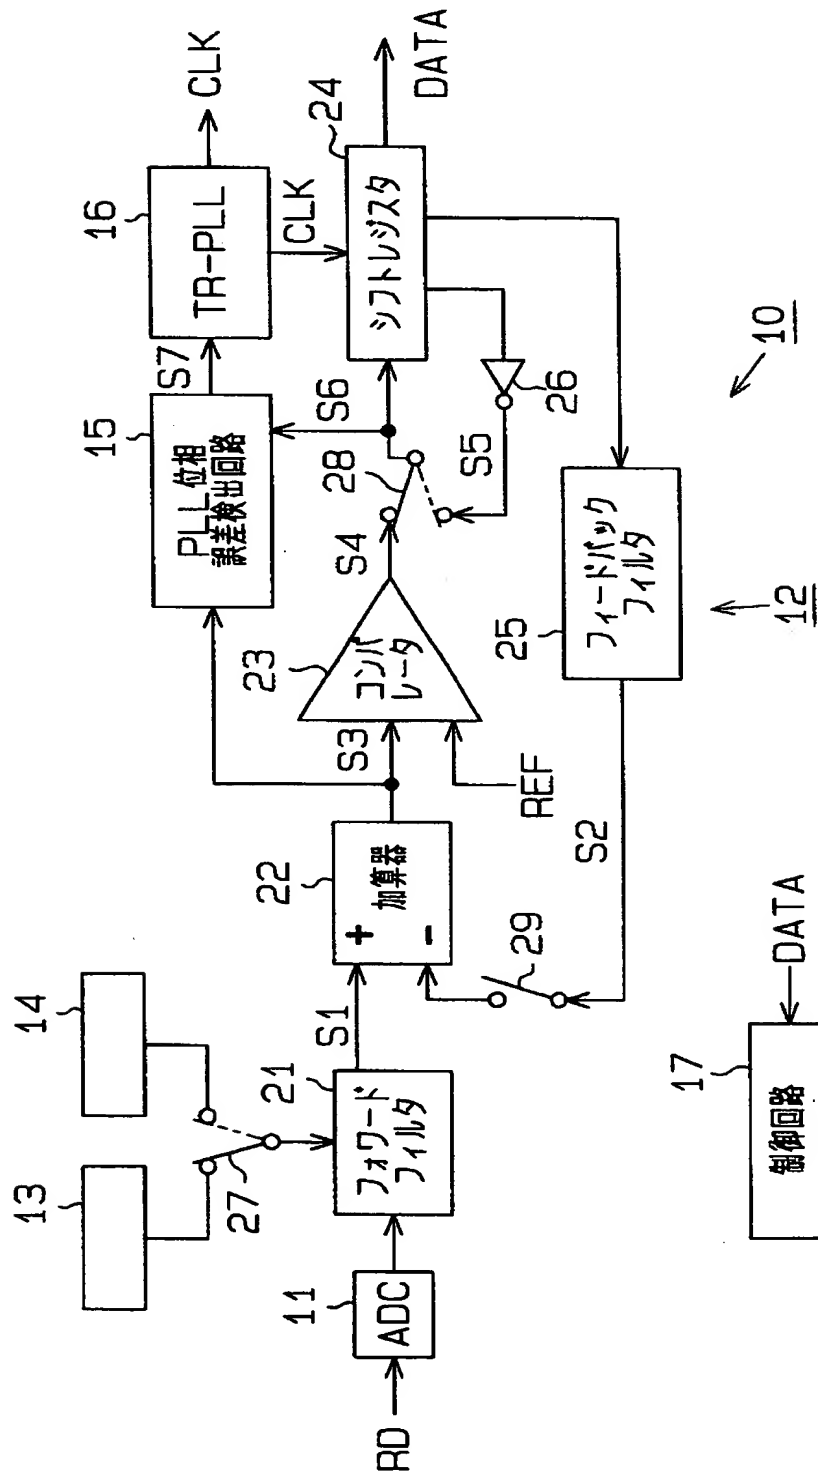 13
14
27
RD
11
ADC
21
フォワード
フィルタ
S1
22
加算器
+
-
29
S3
REF
23
コンパ
レータ
S4
28
S5
26
S6
15
PLL位相
誤差検出回路
S7
16
TR-PLL
CLK
CLK
24
シフトレジスタ
DATA
25
フィードバック
フィルタ
S2
12
10
17
制御回路
DATA